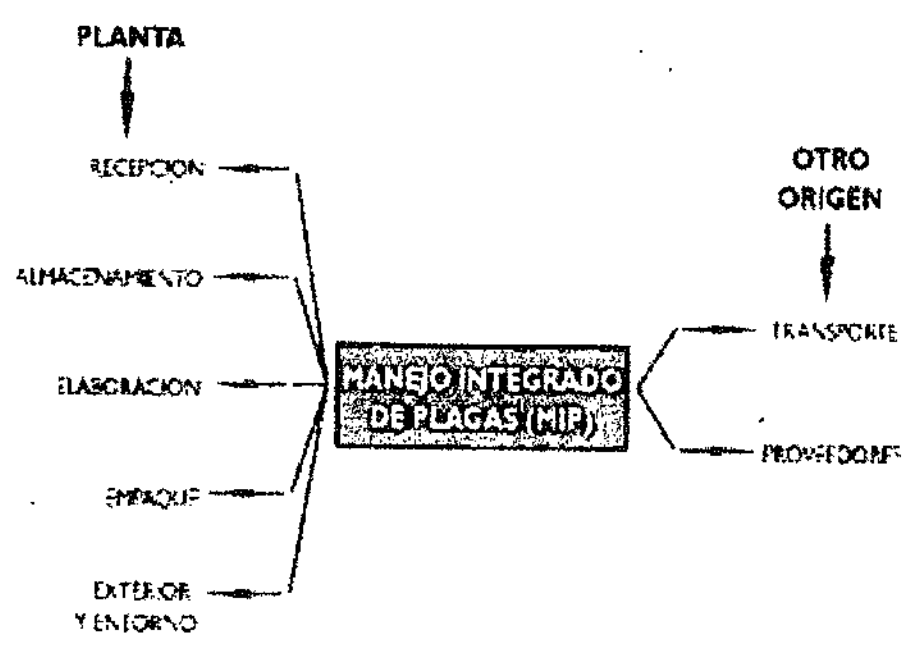 PLANTA
RECEPCION
ALMACENAMIENTO
ELABORACION
EMPAQUE
EXTERIOR
Y ENTORNO
MANEJO INTEGRADO
DE PLAGAS (MIP)
OTRO
ORIGEN
TRANSPORTE
PROVEEDORES